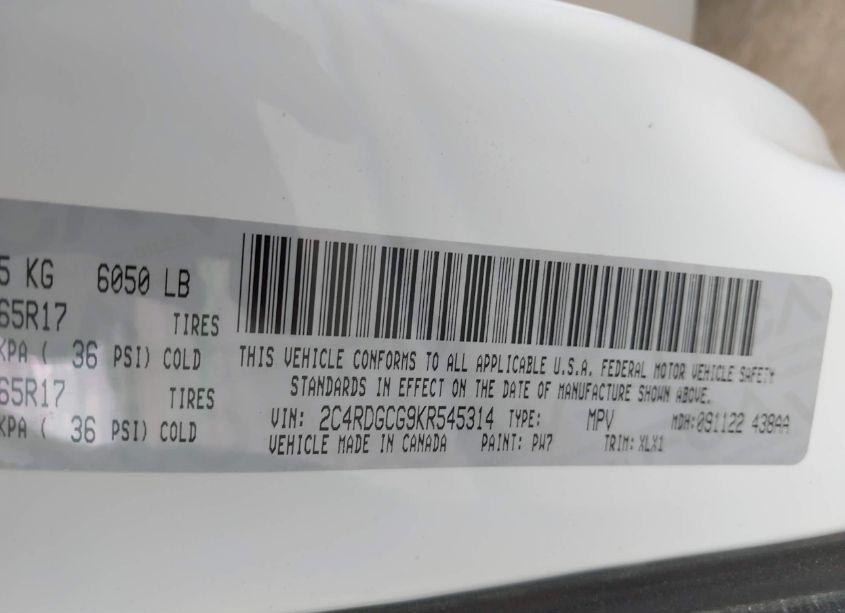 5 KG 6050 LB
65R17 TIRES
KPA ( 36 PSI) COLD
65R17 TIRES
KPA ( 36 PSI) COLD
THIS VEHICLE CONFORMS TO ALL APPLICABLE U.S.A. FEDERAL MOTOR VEHICLE SAFETY
STANDARDS IN EFFECT ON THE DATE OF MANUFACTURE SHOWN ABOVE.
VIN: 2C4RDGCG9KR545314 TYPE: MPV MDH: 091122 438AA
VEHICLE MADE IN CANADA PAINT: PW7 TRIM: XLX1